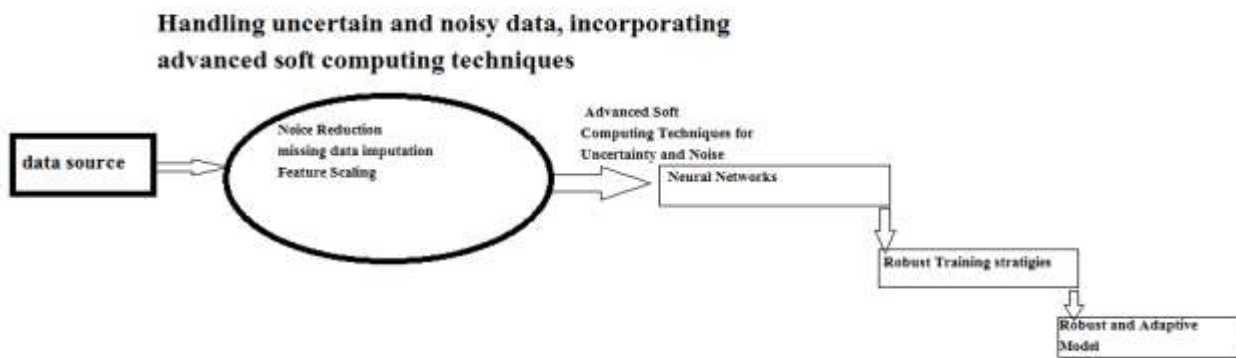 Handling uncertain and noisy data, incorporating
advanced soft computing techniques
data source
Noice Reduction
missing data imputation
Feature Scaling
Advanced Soft
Computing Techniques for
Uncertainty and Noise
Neural Networks
Robust Training stratigies
Robust and Adaptive
Model